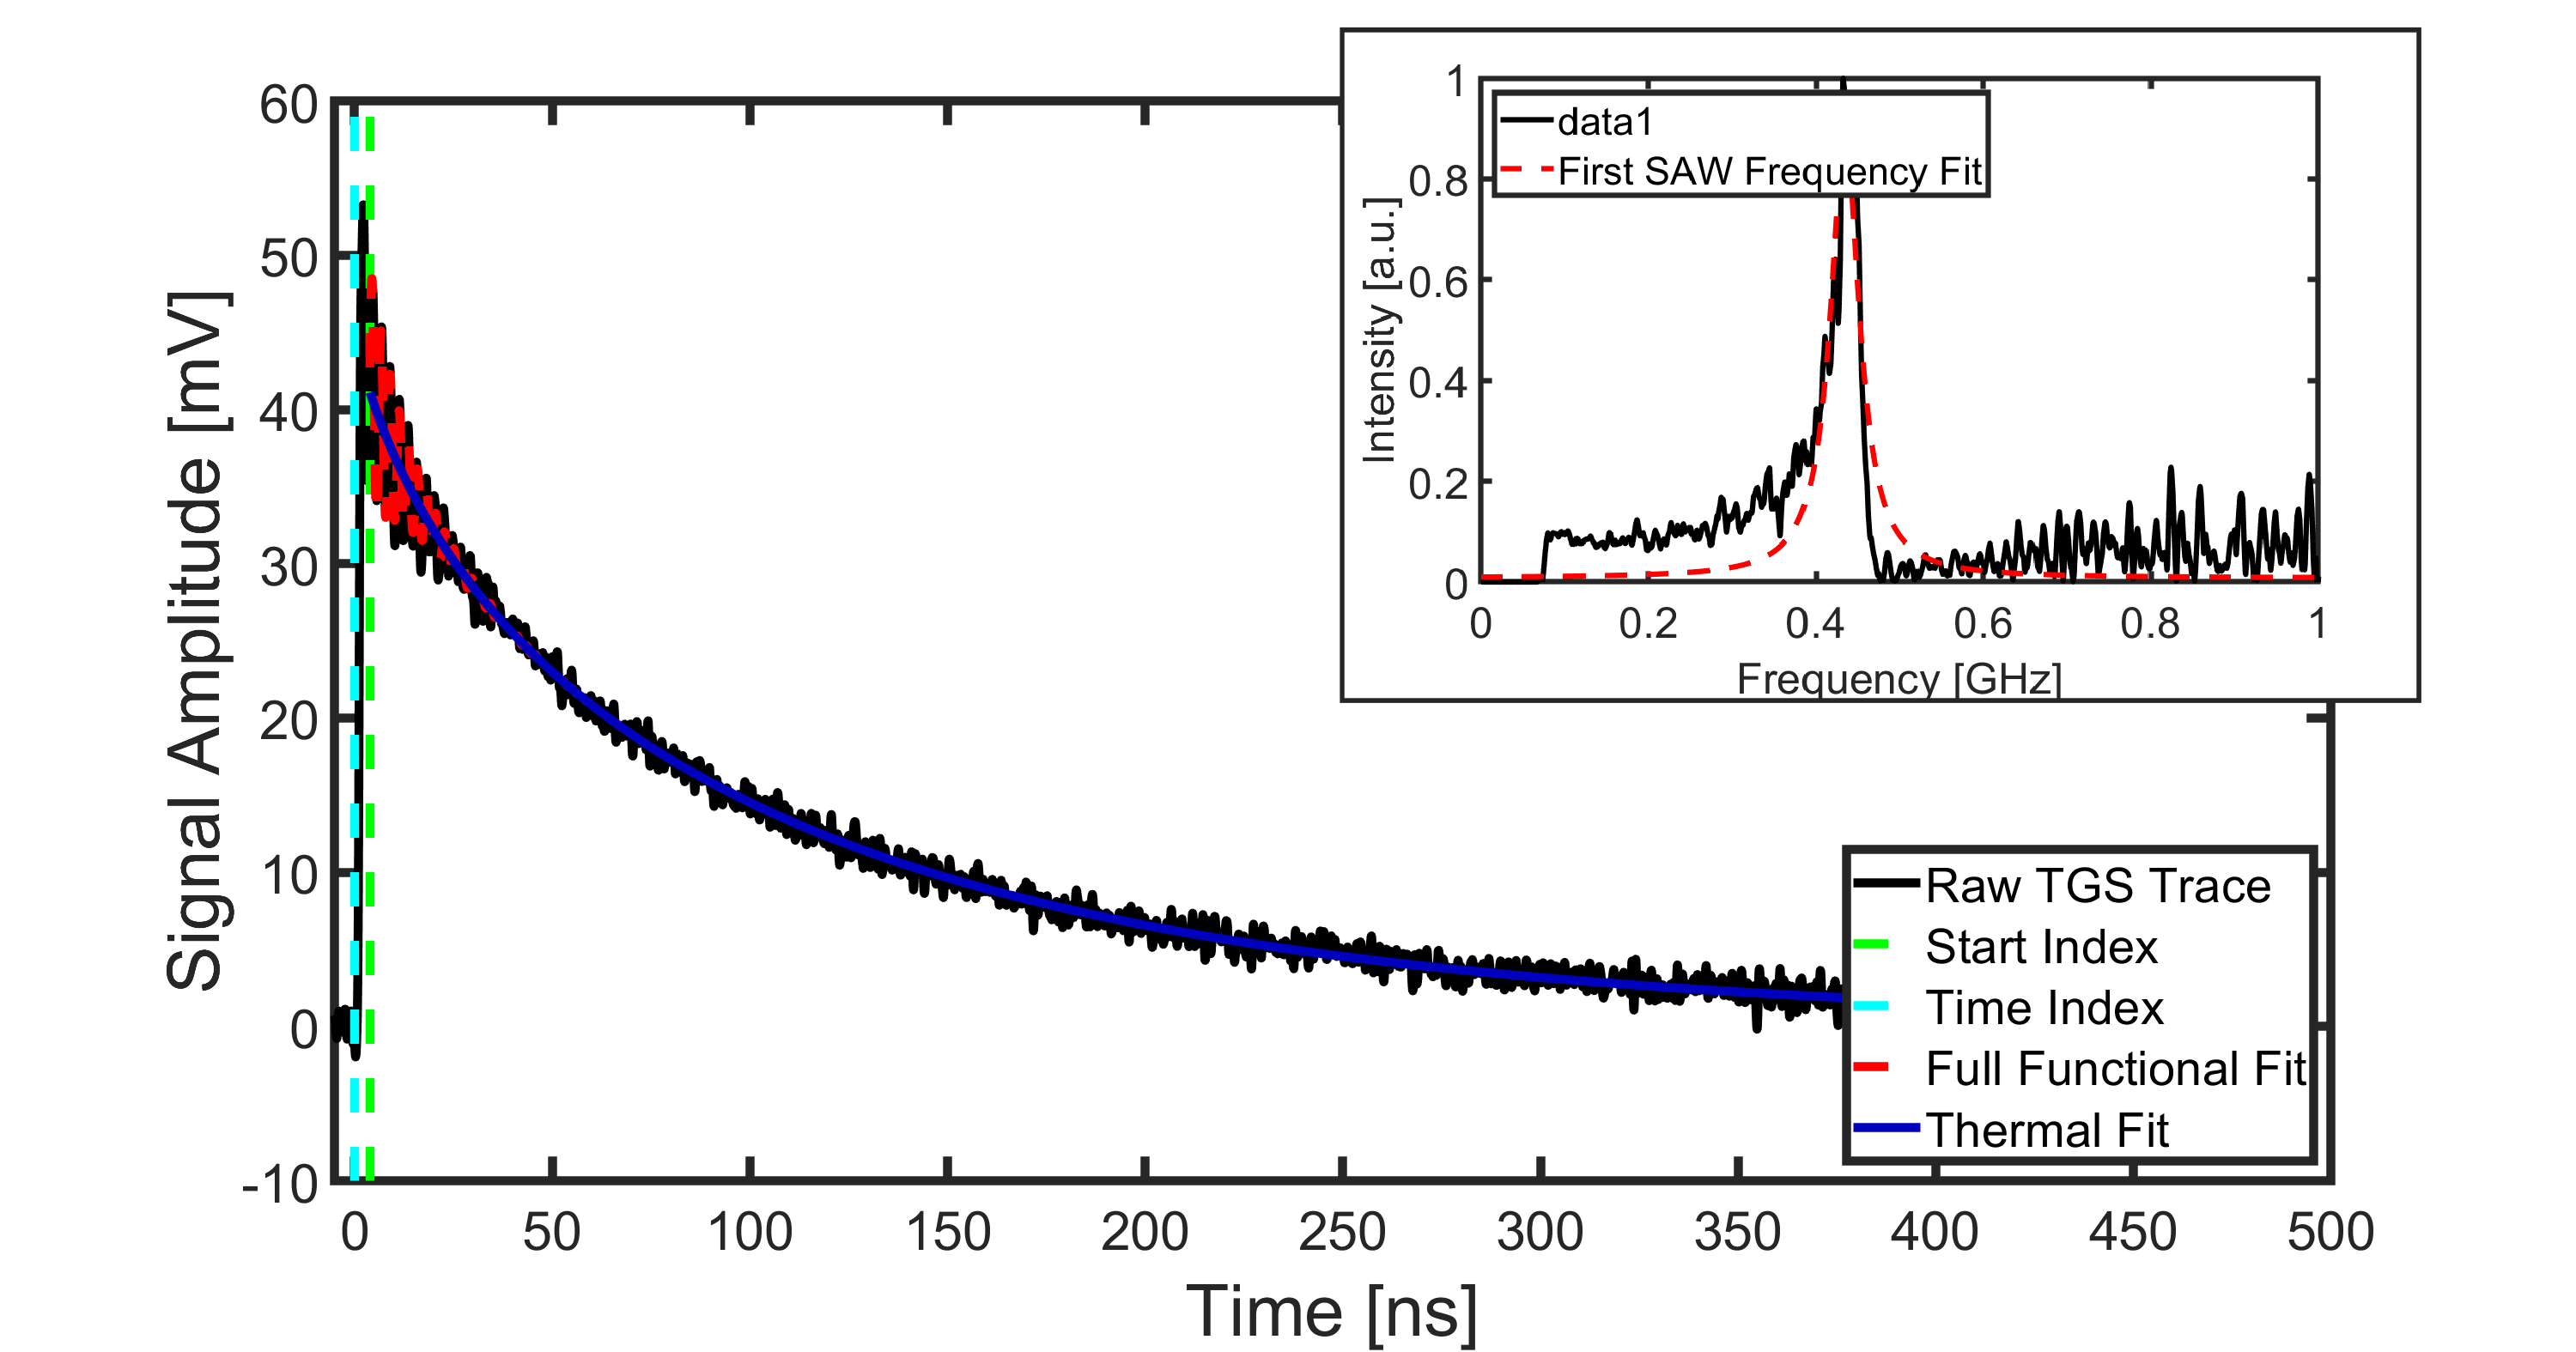 60
50
40
30
20
10
0
-10
Signal Amplitude [mV]
0 50 100 150 200 250 300 350 400 450 500
Time [ns]
1
0.8
0.6
0.4
0.2
0
Intensity [a.u.]
data1
First SAW Frequency Fit
0 0.2 0.4 0.6 0.8 1
Frequency [GHz]
Raw TGS Trace
Start Index
Time Index
Full Functional Fit
Thermal Fit